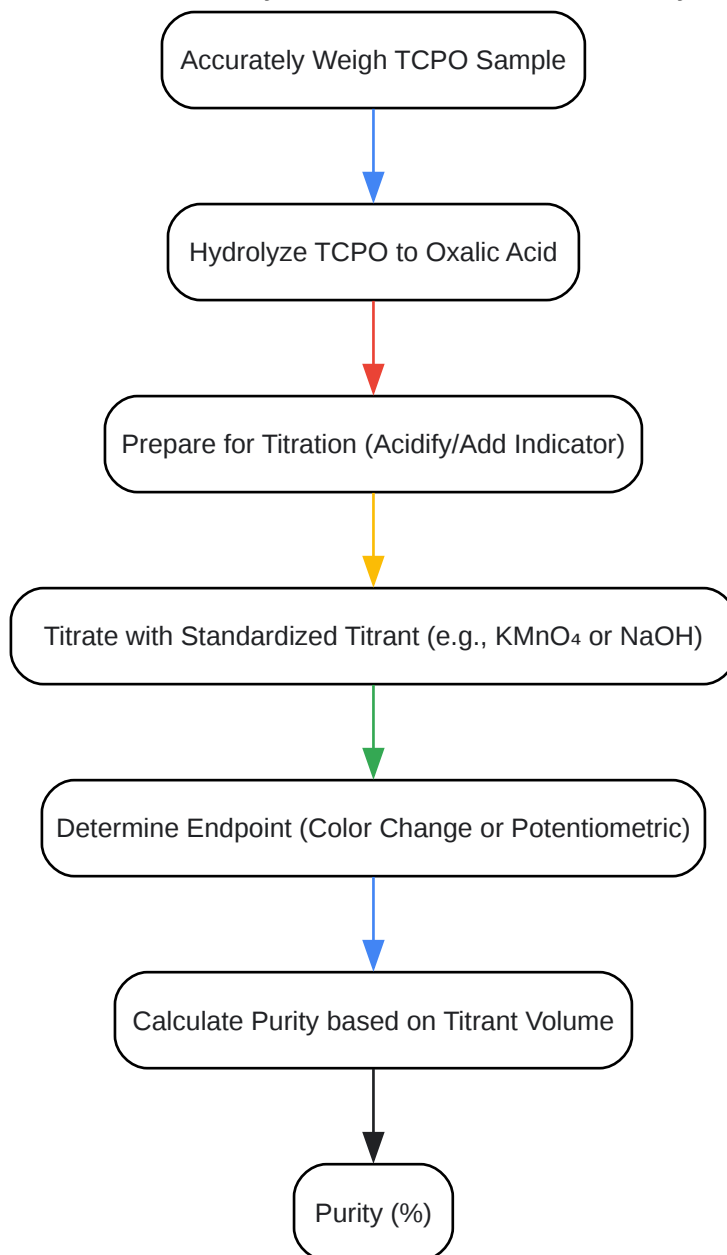 Accurately Weigh TCPO Sample
Hydrolyze TCPO to Oxalic Acid
Prepare for Titration (Acidify/Add Indicator)
Titrate with Standardized Titrant (e.g., KMnO₄ or NaOH)
Determine Endpoint (Color Change or Potentiometric)
Calculate Purity based on Titrant Volume
Purity (%)